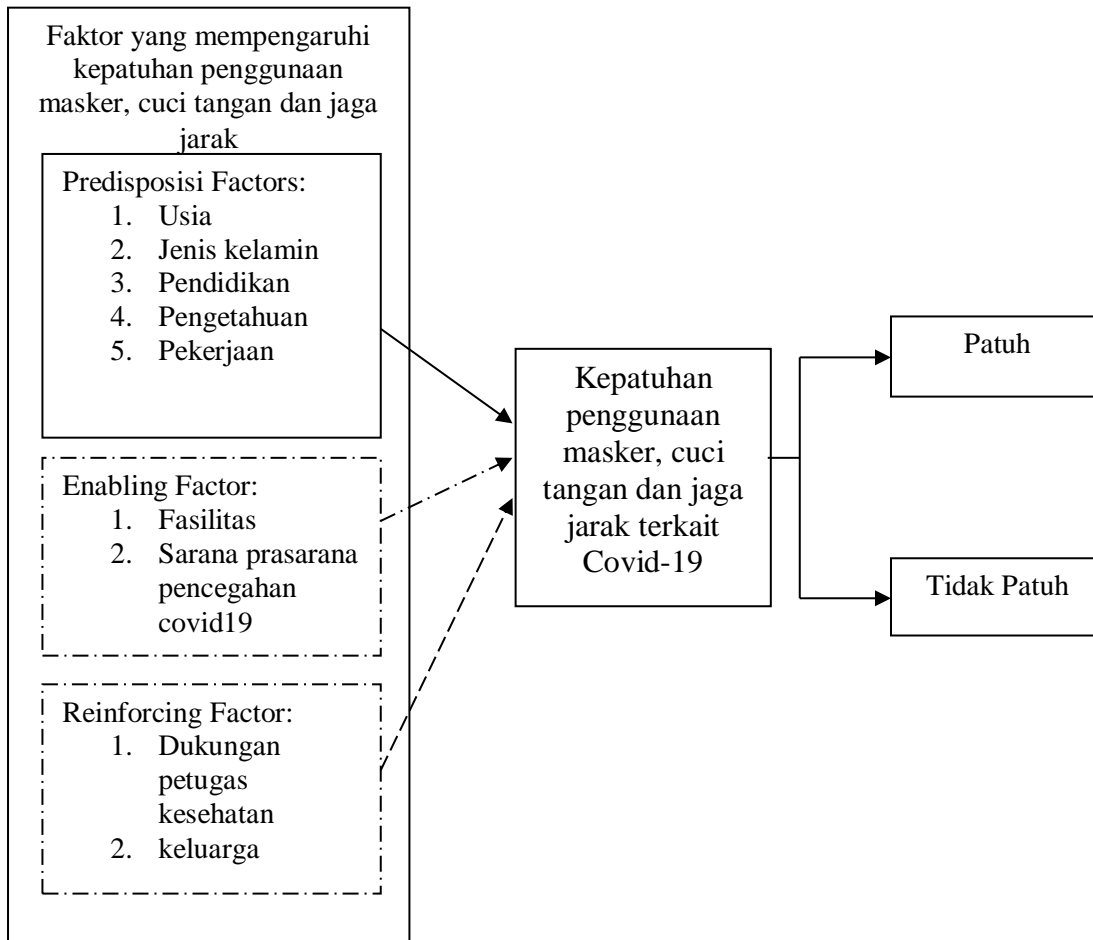 Faktor yang mempengaruhi
kepatuhan penggunaan
masker, cuci tangan dan jaga
jarak
Predisposisi Factors:
1. Usia
2. Jenis kelamin
3. Pendidikan
4. Pengetahuan
5. Pekerjaan
Enabling Factor:
1. Fasilitas
2. Sarana prasarana
pencegahan
covid19
Reinforcing Factor:
1. Dukungan
petugas
kesehatan
2. keluarga
Kepatuhan
penggunaan
masker, cuci
tangan dan jaga
jarak terkait
Covid-19
Patuh
Tidak Patuh